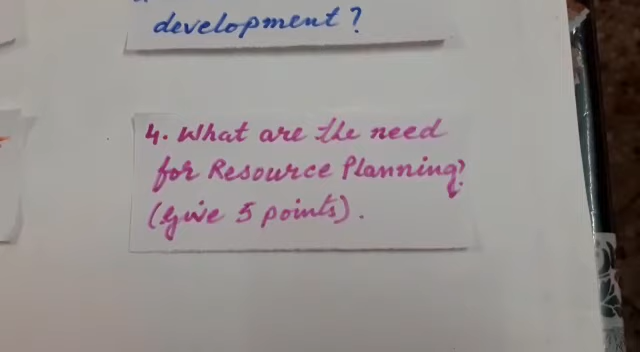 development?
4. What are the need
for Resource Planning?
(Give 5 points).